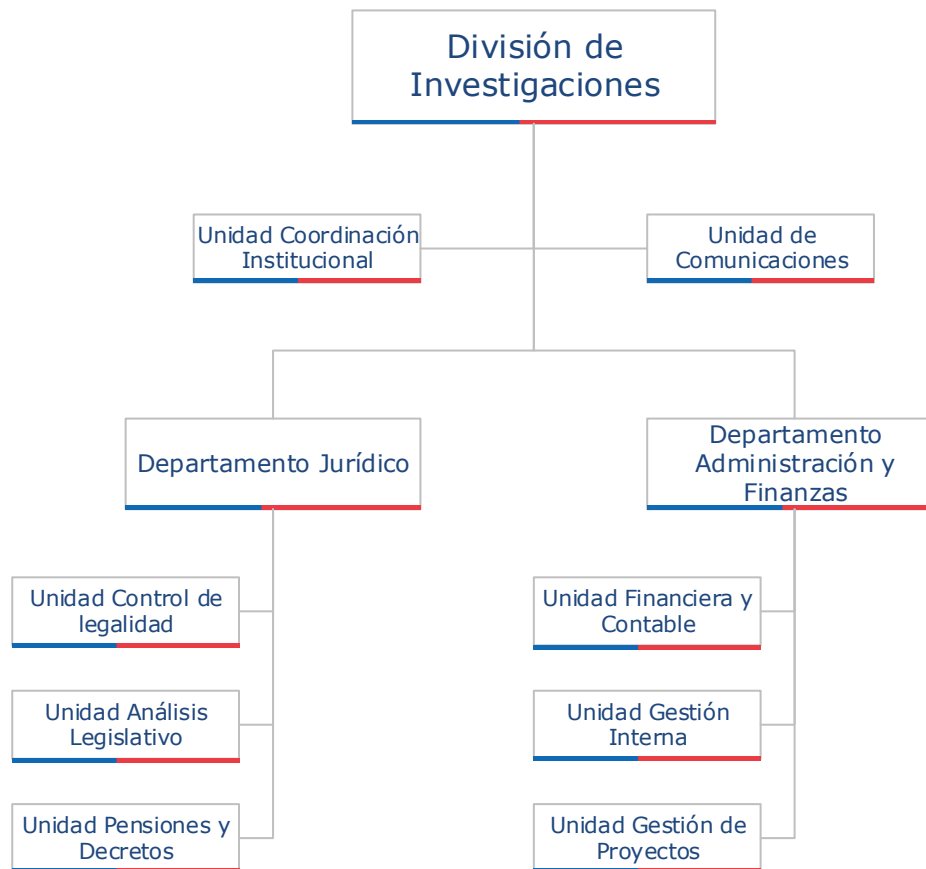 División de
Investigaciones
Unidad Coordinación
Institucional
Unidad de
Comunicaciones
Departamento Jurídico
Departamento
Administración y
Finanzas
Unidad Control de
legalidad
Unidad Financiera y
Contable
Unidad Análisis
Legislativo
Unidad Gestión
Interna
Unidad Pensiones y
Decretos
Unidad Gestión de
Proyectos